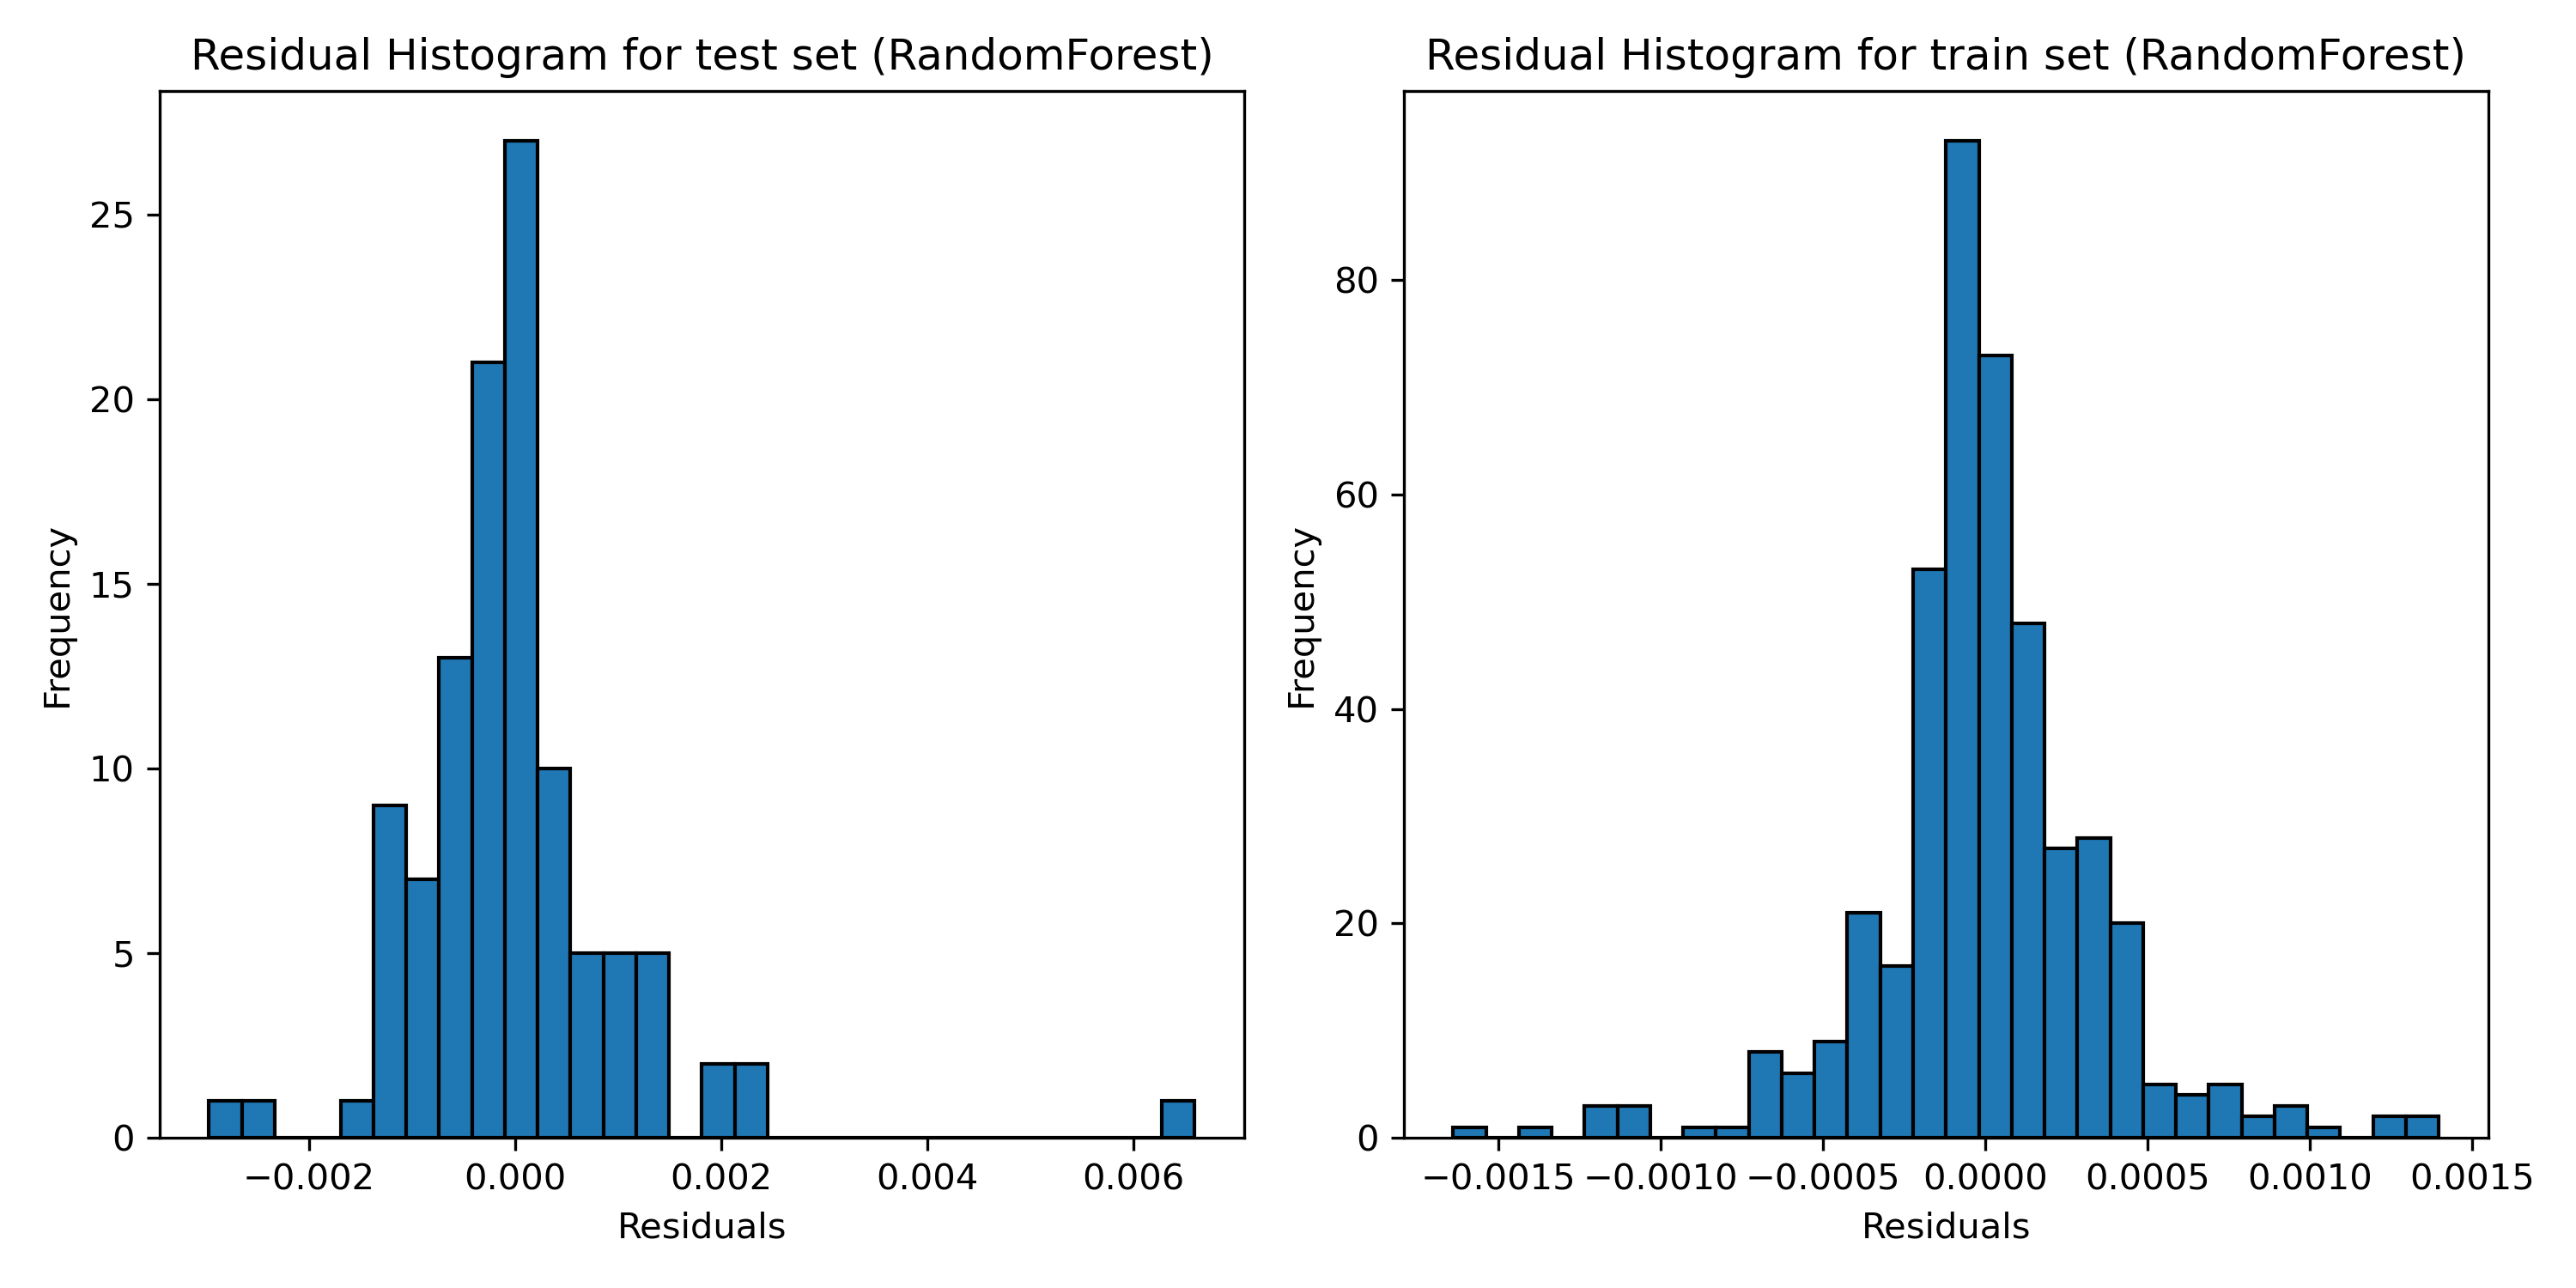 Residual Histogram for test set (RandomForest)
Frequency
25
20
15
10
5
0
−0.002 0.000 0.002 0.004 0.006
Residuals
Residual Histogram for train set (RandomForest)
Frequency
80
60
40
20
0
−0.0015 −0.0010 −0.0005 0.0000 0.0005 0.0010 0.0015
Residuals